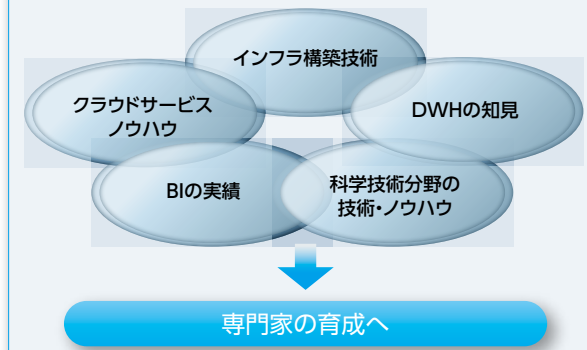 インフラ構築技術
クラウドサービス
ノウハウ
DWHの知見
BIの実績
科学技術分野の
技術・ノウハウ
専門家の育成へ